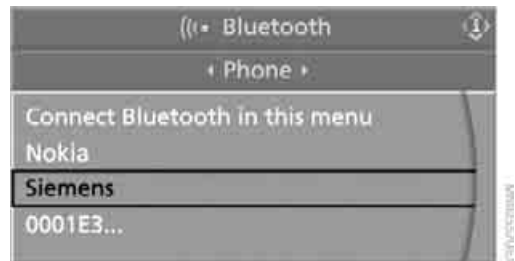 Bluetooth
Phone
Connect Bluetooth in this menu
Nokia
Siemens
0001E3...